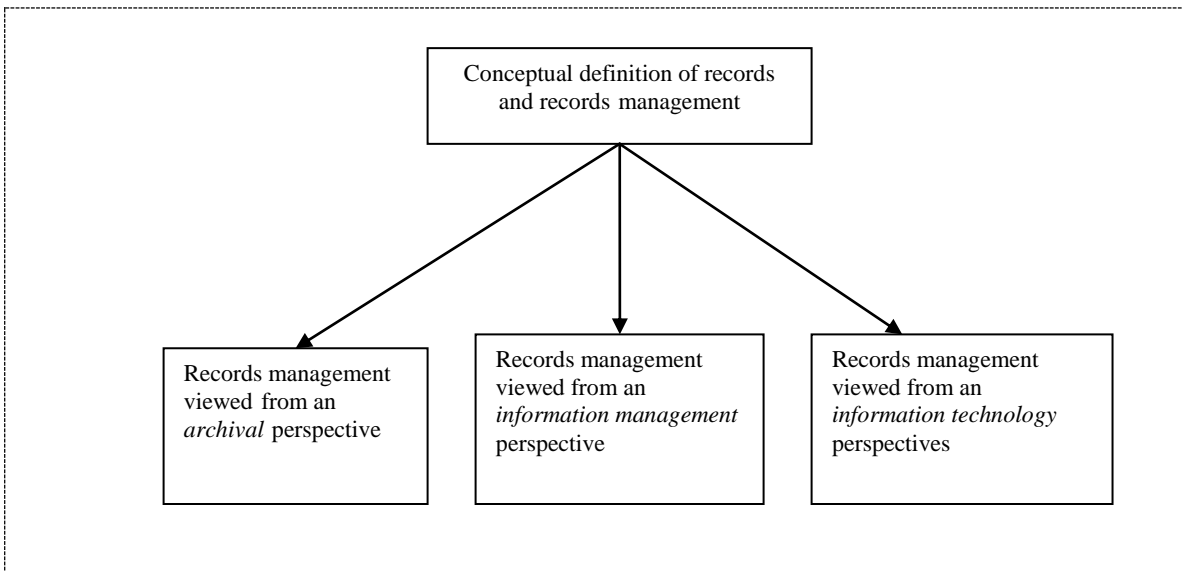 Conceptual definition of records
and records management
Records management
viewed from an
archival perspective
Records management
viewed from an
information management
perspective
Records management
viewed from an
information technology
perspectives